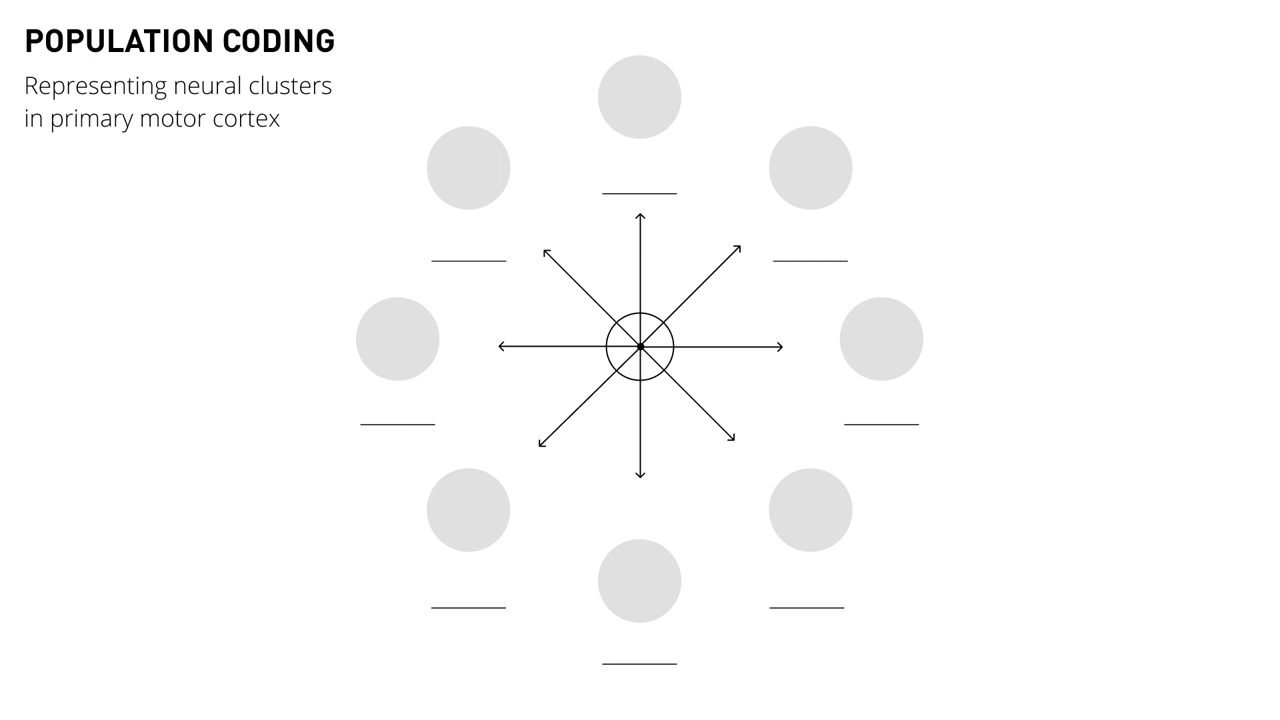 POPULATION CODING
Representing neural clusters
in primary motor cortex